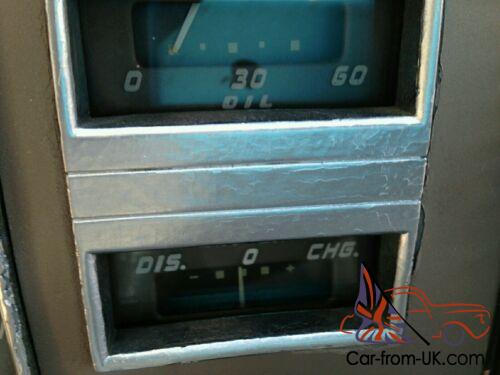 0 30 60
OIL
DIS. 0 CHG.
- +
Car-from-UK.com